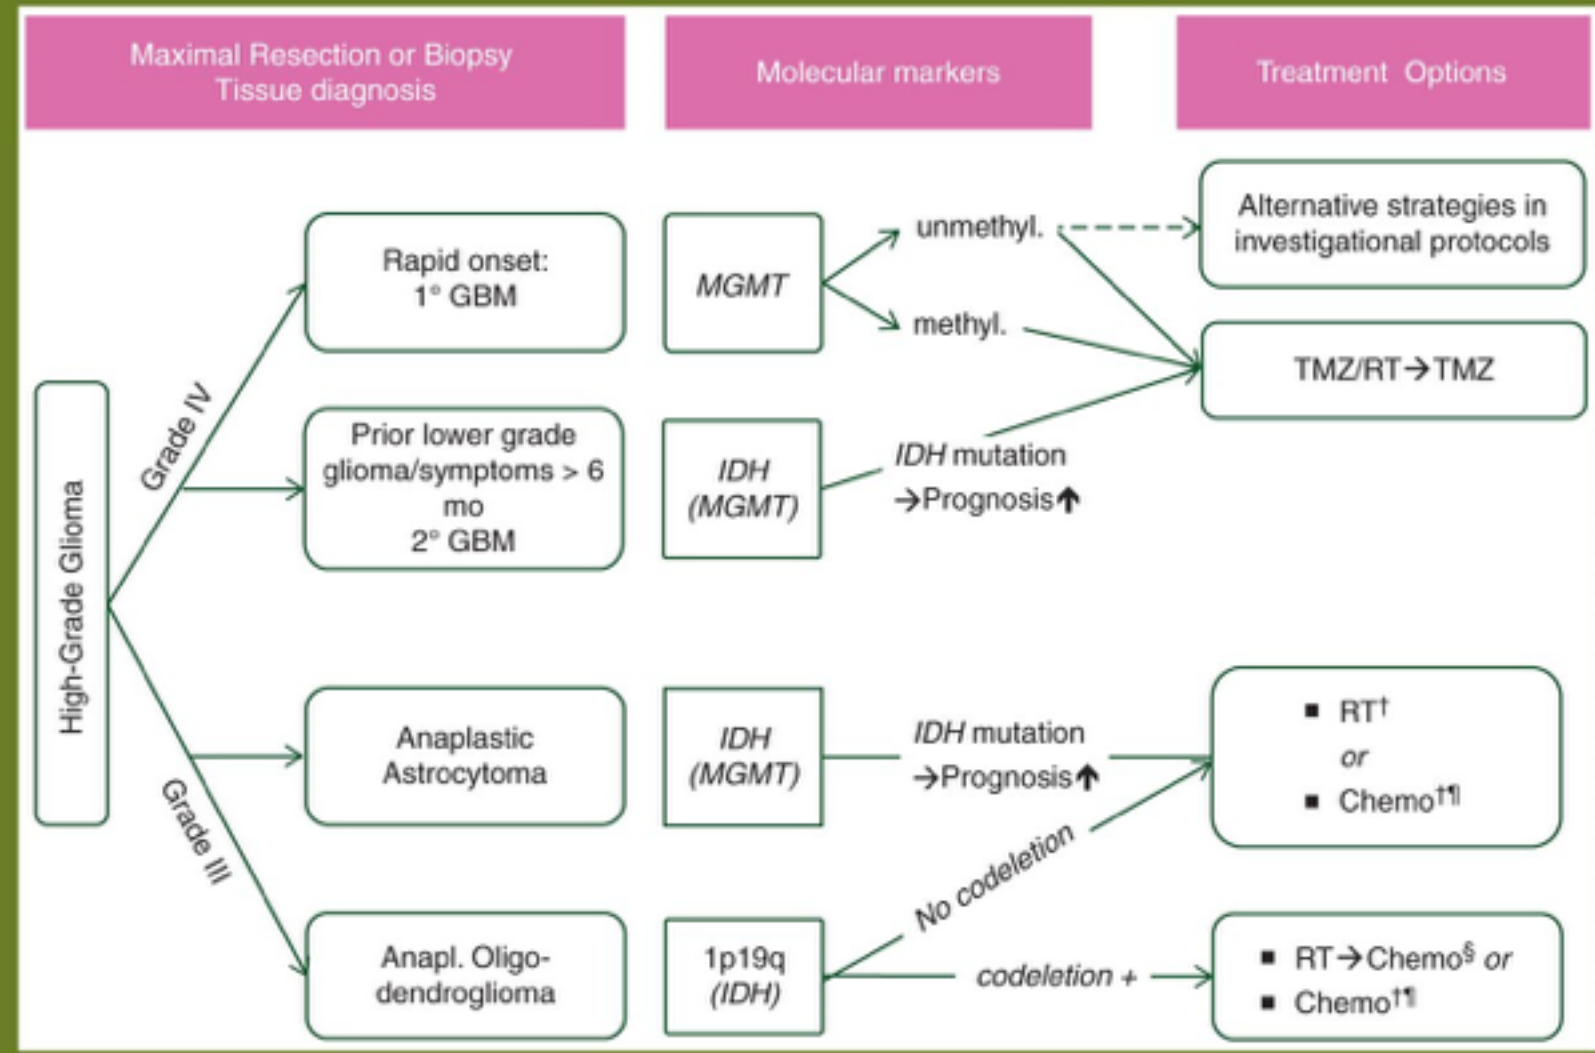 Maximal Resection or Biopsy
Tissue diagnosis
Molecular markers
Treatment Options
High-Grade Glioma
Grade IV
Rapid onset:
1° GBM
MGMT
unmethyl.
methyl.
Alternative strategies in
investigational protocols
TMZ/RT→TMZ
Prior lower grade
glioma/symptoms > 6
mo
2° GBM
IDH
(MGMT)
IDH mutation
→Prognosis↑
Grade III
Anaplastic
Astrocytoma
IDH
(MGMT)
IDH mutation
→Prognosis↑
▪ RT†
or
▪ Chemo†¶
No codeletion
Anapl. Oligo-
dendroglioma
1p19q
(IDH)
codeletion +
▪ RT→Chemo§ or
▪ Chemo†¶